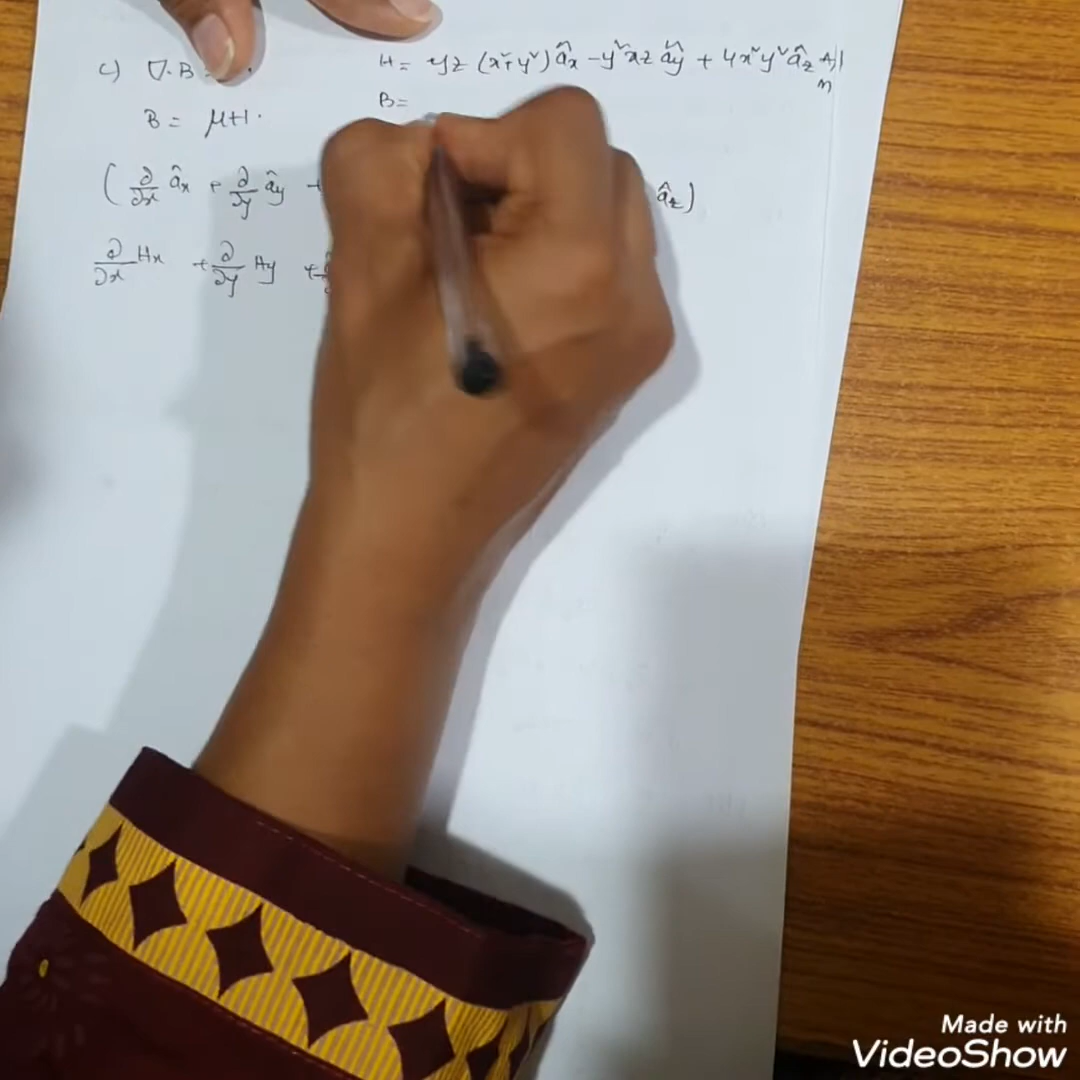 c) ∇·B
H = yz (x²+y²) âx − y²xz ây + 4x²y² âz A/m
B = μH.
B=
( ∂/∂x âx + ∂/∂y ây + âz)
∂/∂x Hx + ∂/∂y Hy +
Made with
VideoShow